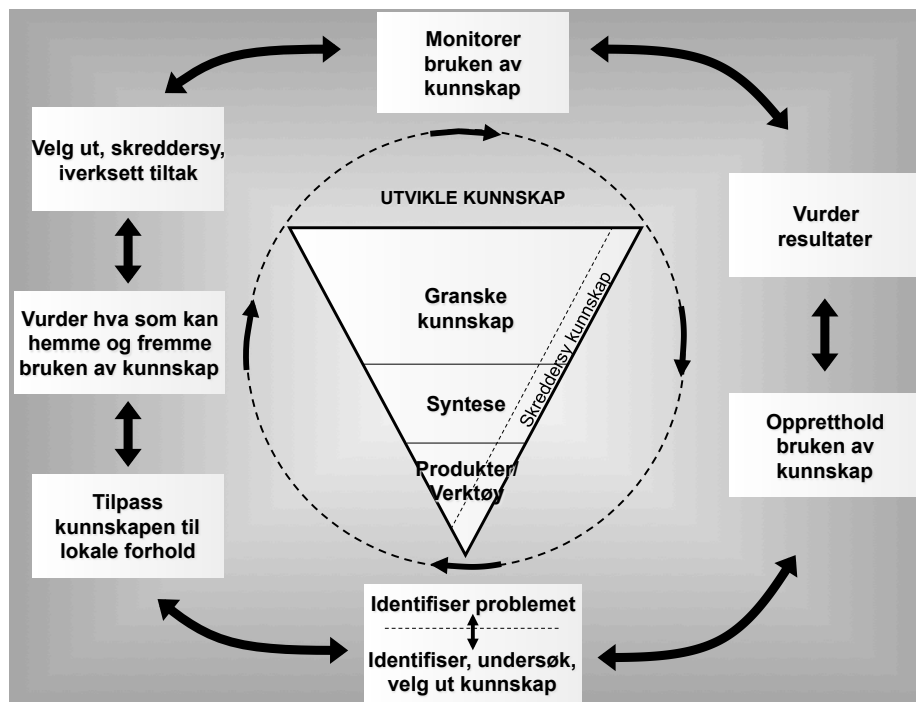 Monitorer
bruken av
kunnskap
Velg ut, skreddersy,
iverksett tiltak
UTVIKLE KUNNSKAP
Vurder
resultater
Granske
kunnskap
Skreddersy kunnskap
Vurder hva som kan
hemme og fremme
bruken av kunnskap
Syntese
Oppretthold
bruken av
kunnskap
Produkter/
Verktøy
Tilpass
kunnskapen til
lokale forhold
Identifiser problemet
Identifiser, undersøk,
velg ut kunnskap